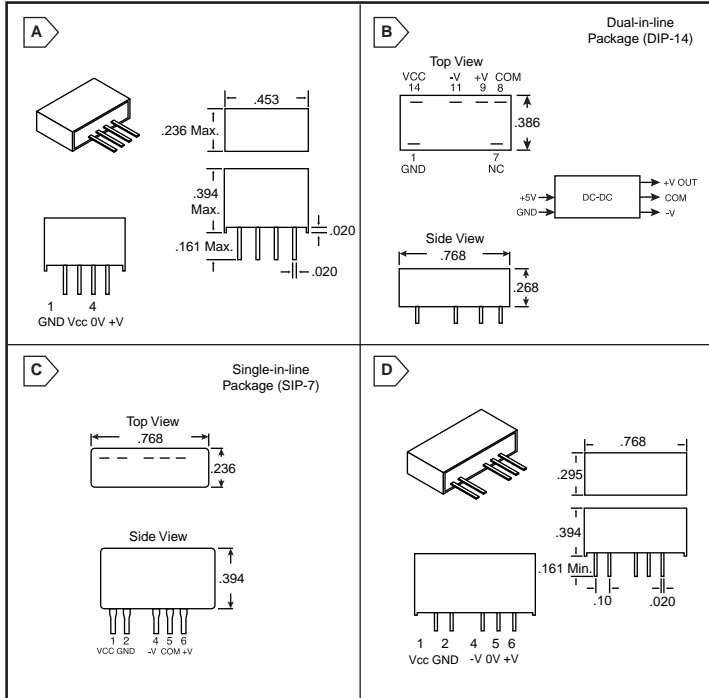 A
.453
.236 Max.
.394
Max.
.161 Max.
.020
.020
1 4
GND Vcc 0V +V
B
Dual-in-line
Package (DIP-14)
Top View
VCC -V +V COM
14 11 9 8
.386
1 7
GND NC
+5V
GND
DC-DC
+V OUT
COM
-V
Side View
.768
.268
C
Single-in-line
Package (SIP-7)
Top View
.768
.236
Side View
.394
1 2 4 5 6
VCC GND -V COM +V
D
.768
.295
.394
.161 Min.
.10
.020
1 2 4 5 6
Vcc GND -V 0V +V